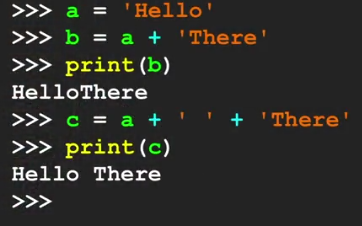 >>> a = 'Hello'
>>> b = a + 'There'
>>> print(b)
HelloThere
>>> c = a + ' ' + 'There'
>>> print(c)
Hello There
>>>